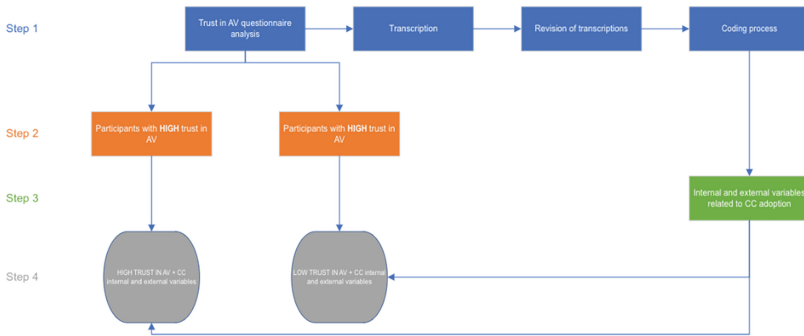 Step 1
Trust in AV questionnaire
analysis
Transcription
Revision of transcriptions
Coding process
Step 2
Participants with HIGH trust in
AV
Participants with HIGH trust in
AV
Step 3
Internal and external variables
related to CC adoption
Step 4
HIGH TRUST IN AV + CC
internal and external variables
LOW TRUST IN AV + CC internal
and external variables